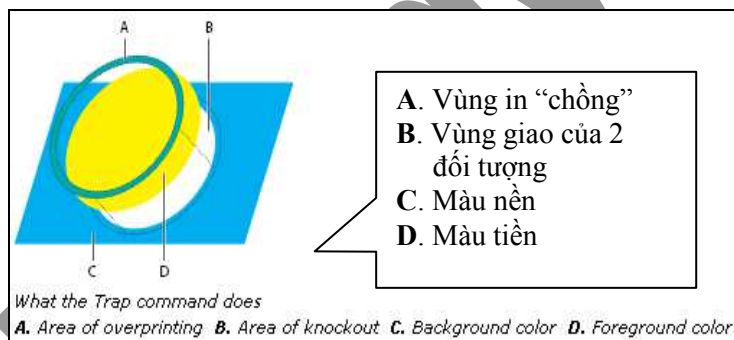 A
B
A. Vùng in “chồng”
B. Vùng giao của 2
đối tượng
C. Màu nền
D. Màu tiền
C
D
What the Trap command does
A. Area of overprinting B. Area of knockout C. Background color D. Foreground color